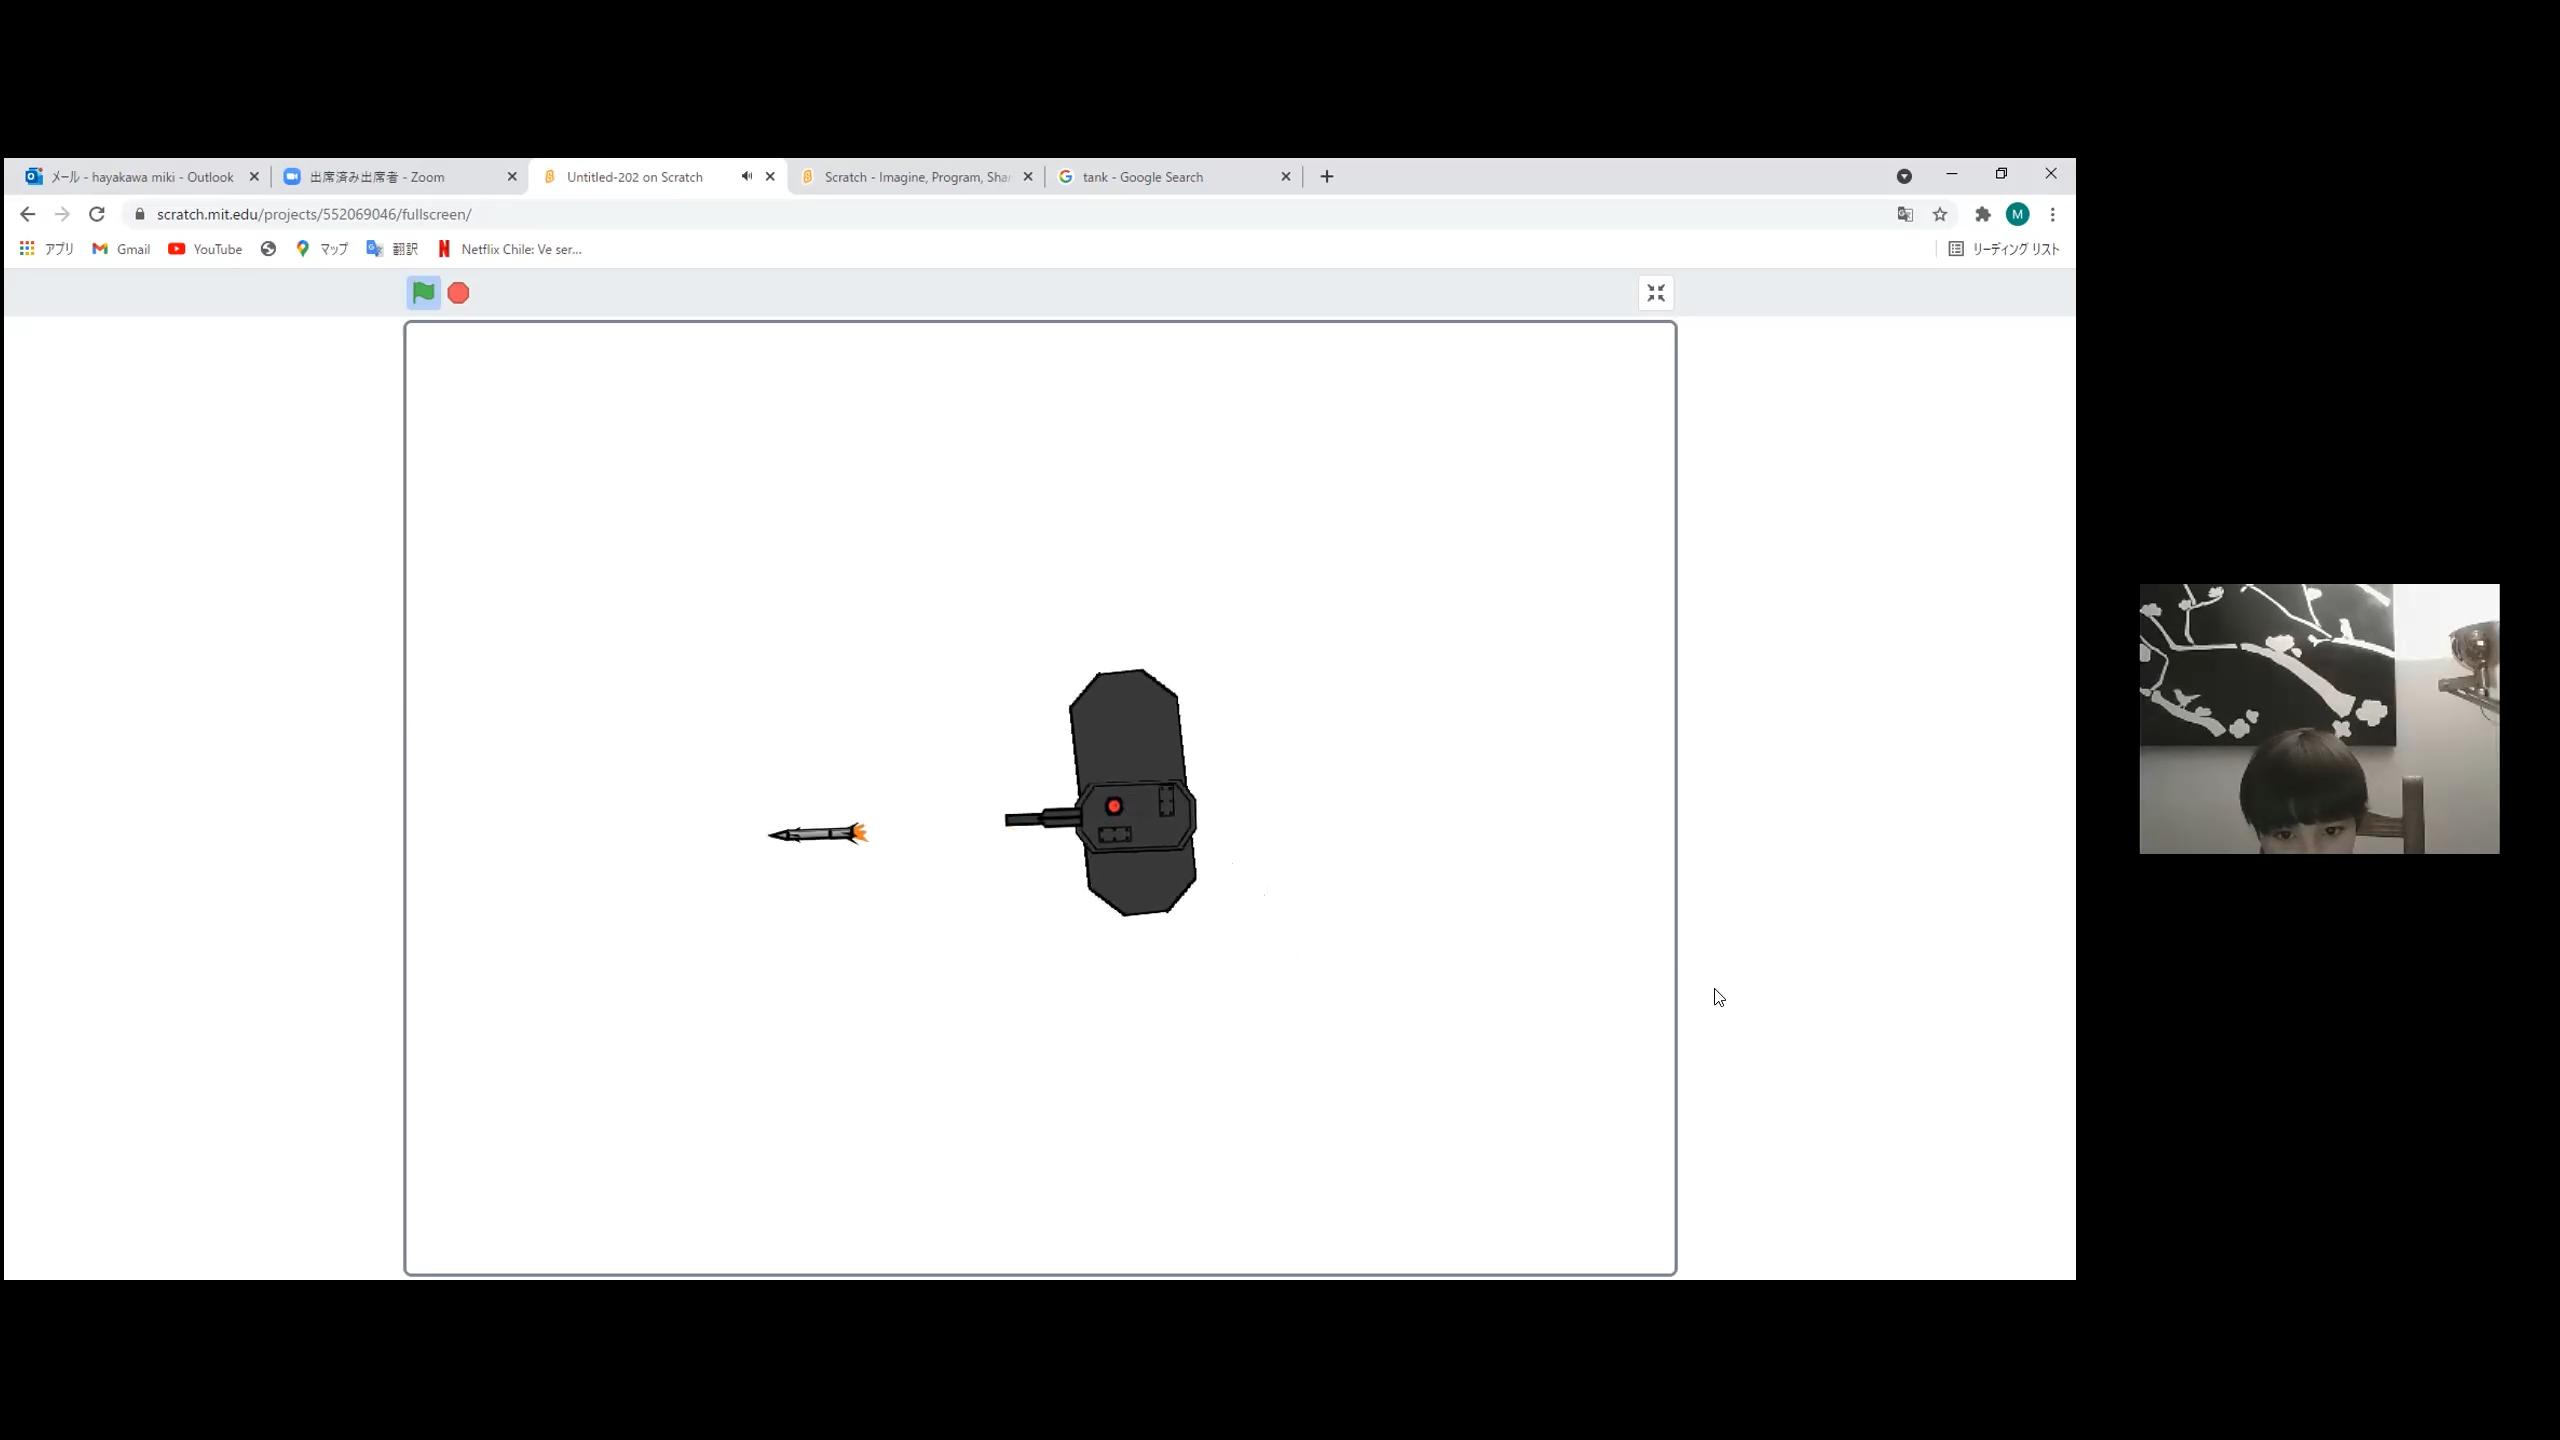 メール - hayakawa miki - Outlook
出席済み出席者 - Zoom
Untitled-202 on Scratch
Scratch - Imagine, Program, Shar
tank - Google Search
scratch.mit.edu/projects/552069046/fullscreen/
M
アプリ
Gmail
YouTube
マップ
翻訳
Netflix Chile: Ve ser...
リーディング リスト